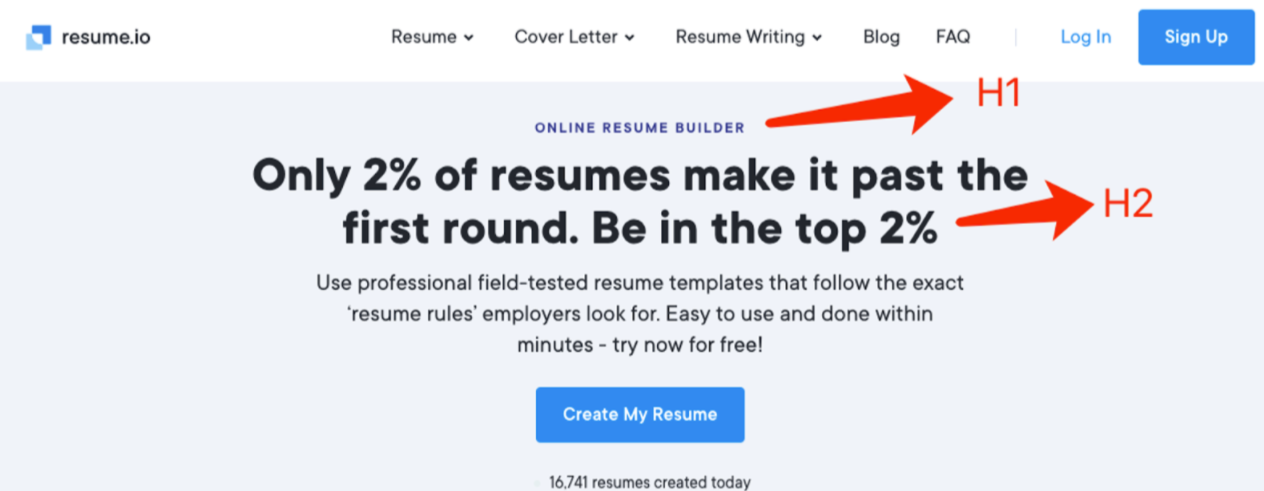 resume.io Resume Cover Letter Resume Writing Blog FAQ Log In Sign Up
H1
ONLINE RESUME BUILDER
Only 2% of resumes make it past the
H2
first round. Be in the top 2%
Use professional field-tested resume templates that follow the exact
‘resume rules’ employers look for. Easy to use and done within
minutes - try now for free!
Create My Resume
16,741 resumes created today